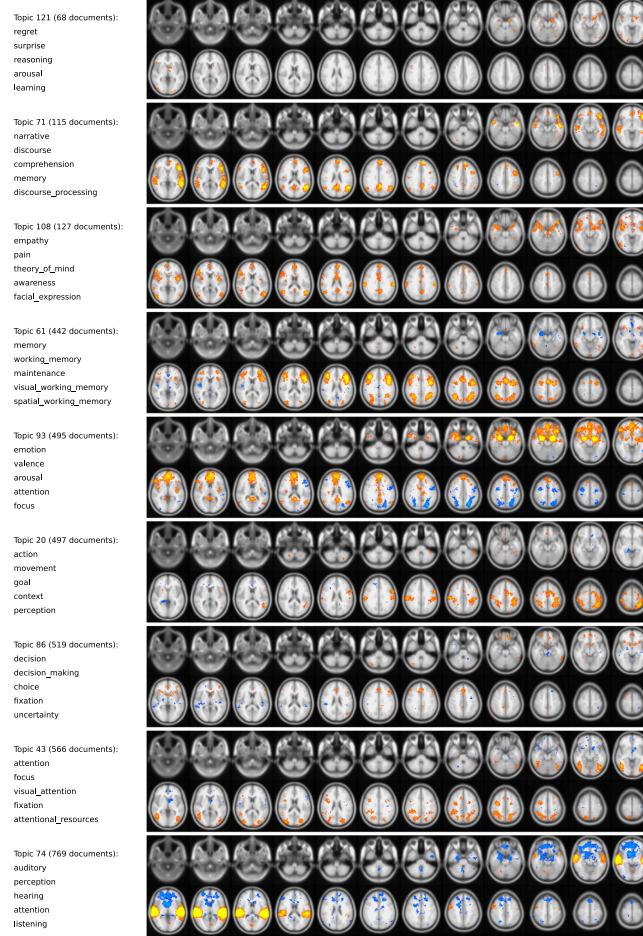 Topic 121 (68 documents):
regret
surprise
reasoning
arousal
learning
Topic 71 (115 documents):
narrative
discourse
comprehension
memory
discourse_processing
Topic 108 (127 documents):
empathy
pain
theory_of_mind
awareness
facial_expression
Topic 61 (442 documents):
memory
working_memory
maintenance
visual_working_memory
spatial_working_memory
Topic 93 (495 documents):
emotion
valence
arousal
attention
focus
Topic 20 (497 documents):
action
movement
goal
context
perception
Topic 86 (519 documents):
decision
decision_making
choice
fixation
uncertainty
Topic 43 (566 documents):
attention
focus
visual_attention
fixation
attentional_resources
Topic 74 (769 documents):
auditory
perception
hearing
attention
listening